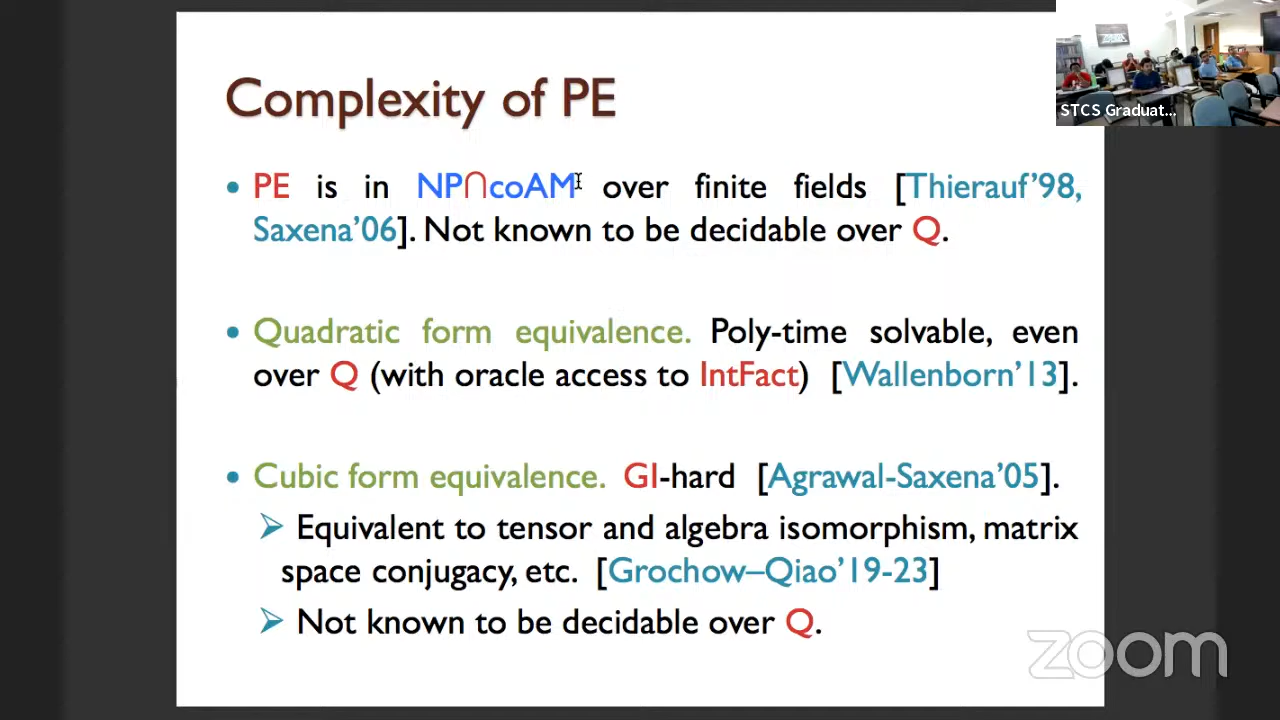 Complexity of PE
STCS Graduat...
• PE is in NP∩coAM over finite fields [Thierauf’98,
Saxena’06]. Not known to be decidable over Q.
• Quadratic form equivalence. Poly-time solvable, even
over Q (with oracle access to IntFact) [Wallenborn’13].
• Cubic form equivalence. GI-hard [Agrawal-Saxena’05].
➢ Equivalent to tensor and algebra isomorphism, matrix
space conjugacy, etc. [Grochow–Qiao’19-23]
➢ Not known to be decidable over Q.
zoom